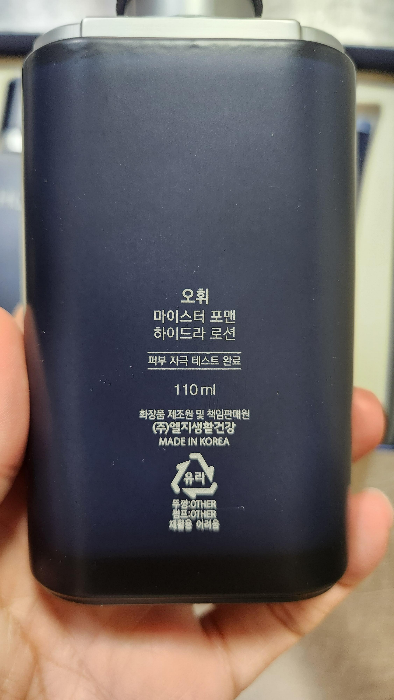 오휘
마이스터 포맨
하이드라 로션
피부 자극 테스트 완료
110 ml
화장품 제조원 및 책임판매원
(주)엘지생활건강
MADE IN KOREA
유리
뚜껑:OTHER
펌프:OTHER
재활용 어려움